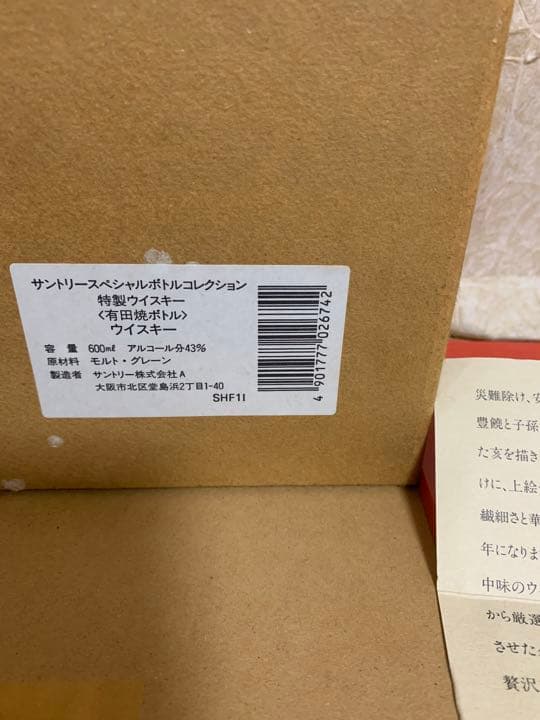 サントリースペシャルボトルコレクション
特製ウイスキー
〈有田焼ボトル〉
ウイスキー
容 量 600mℓ アルコール分43%
原材料 モルト・グレーン
製造者 サントリー株式会社A
大阪市北区堂島浜2丁目1-40
SHF1I
4 901777 026742
災難除け、安
豊饒と子孫
た亥を描き
けに、上絵
繊細さと華
年になりま
中味のウ
から厳選
させた
贅沢